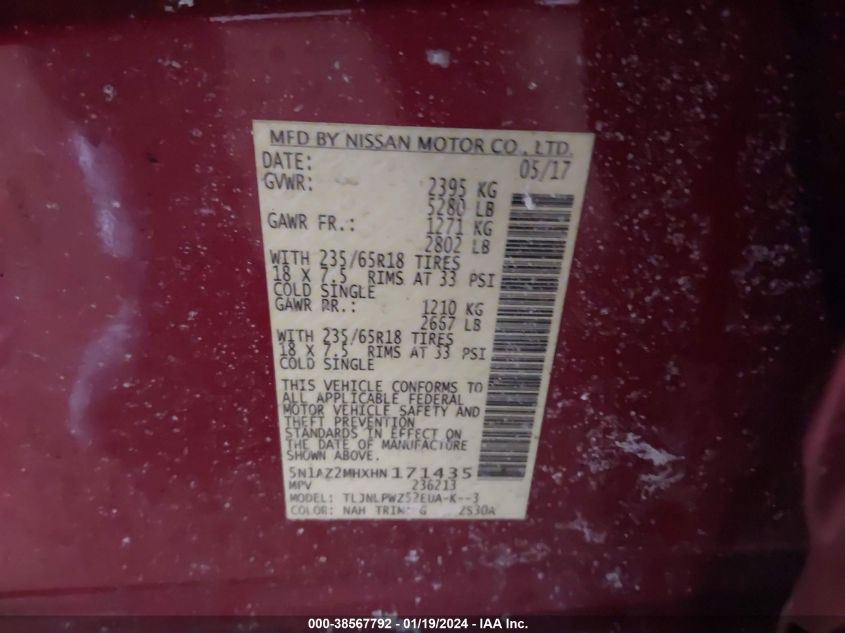 MFD BY NISSAN MOTOR CO., LTD.
DATE: 05/17
GVWR: 2395 KG
5280 LB
GAWR FR.: 1271 KG
2802 LB
WITH 235/65R18 TIRES
18 X 7.5 RIMS AT 33 PSI
COLD SINGLE
GAWR RR.: 1210 KG
2667 LB
WITH 235/65R18 TIRES
18 X 7.5 RIMS AT 33 PSI
COLD SINGLE
THIS VEHICLE CONFORMS TO
ALL APPLICABLE FEDERAL
MOTOR VEHICLE SAFETY AND
THEFT PREVENTION
STANDARDS IN EFFECT ON
THE DATE OF MANUFACTURE
SHOWN ABOVE.
5N1AZ2MHXHN171435
MPV 236213
MODEL: TLJNLPWZ52EUA-K--3
COLOR: NAH TRIM: G ZS30A
000-38567792 - 01/19/2024 - IAA Inc.